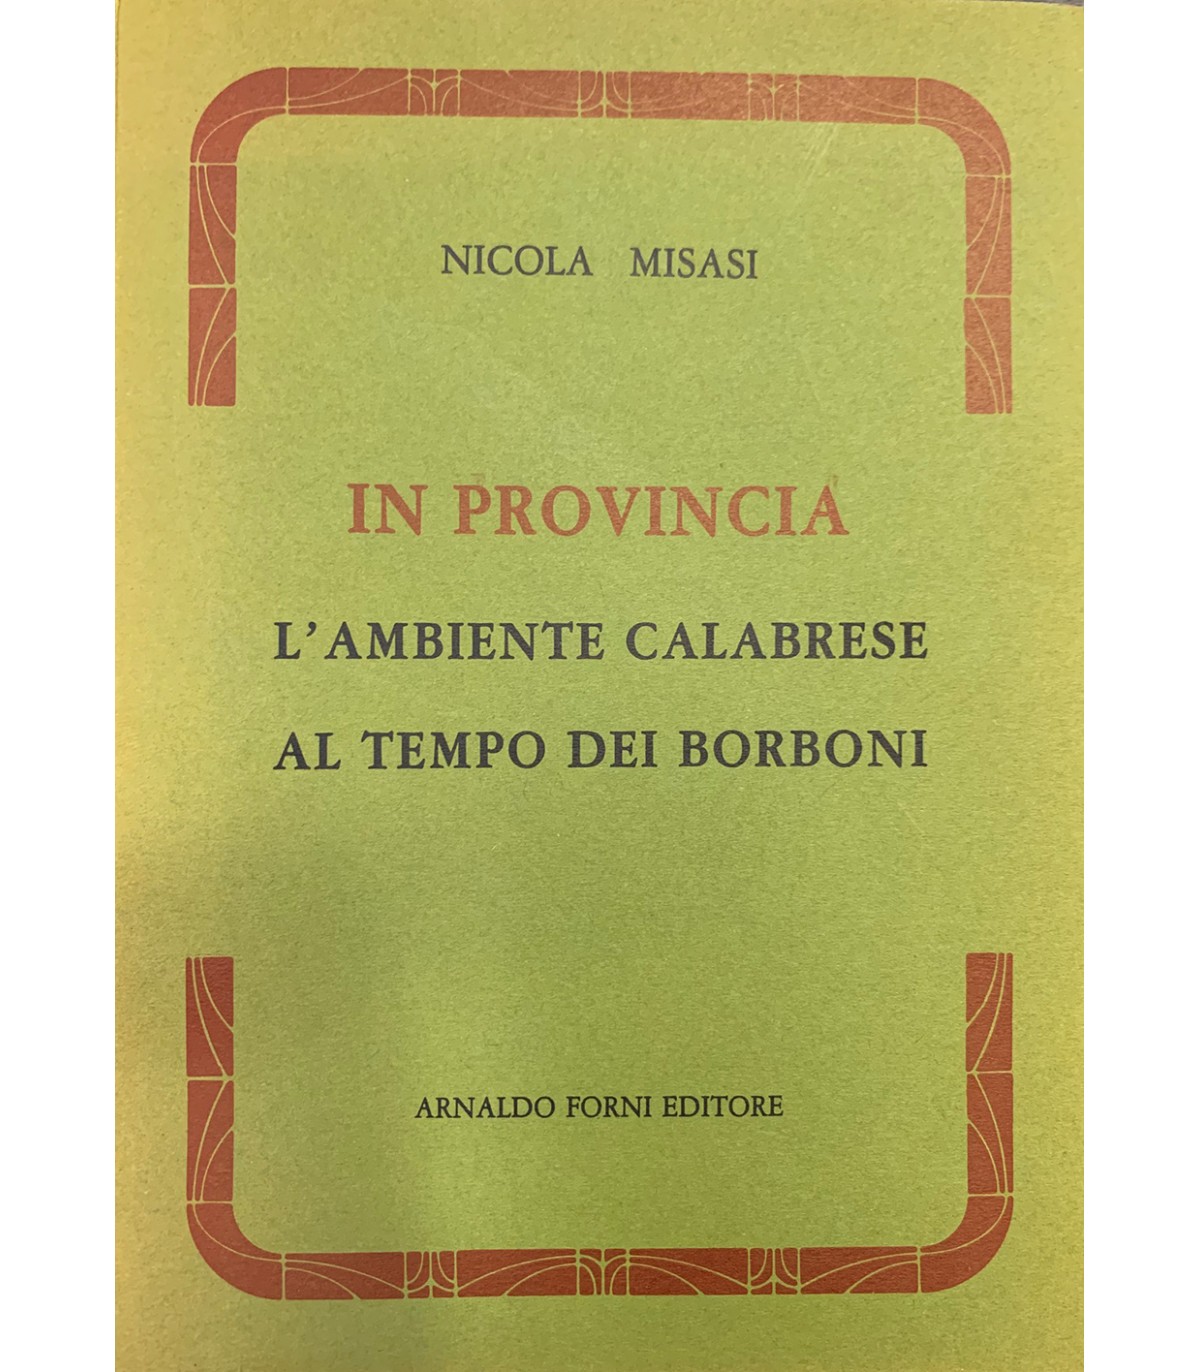 NICOLA MISASI
IN PROVINCIA
L'AMBIENTE CALABRESE
AL TEMPO DEI BORBONI
ARNALDO FORNI EDITORE